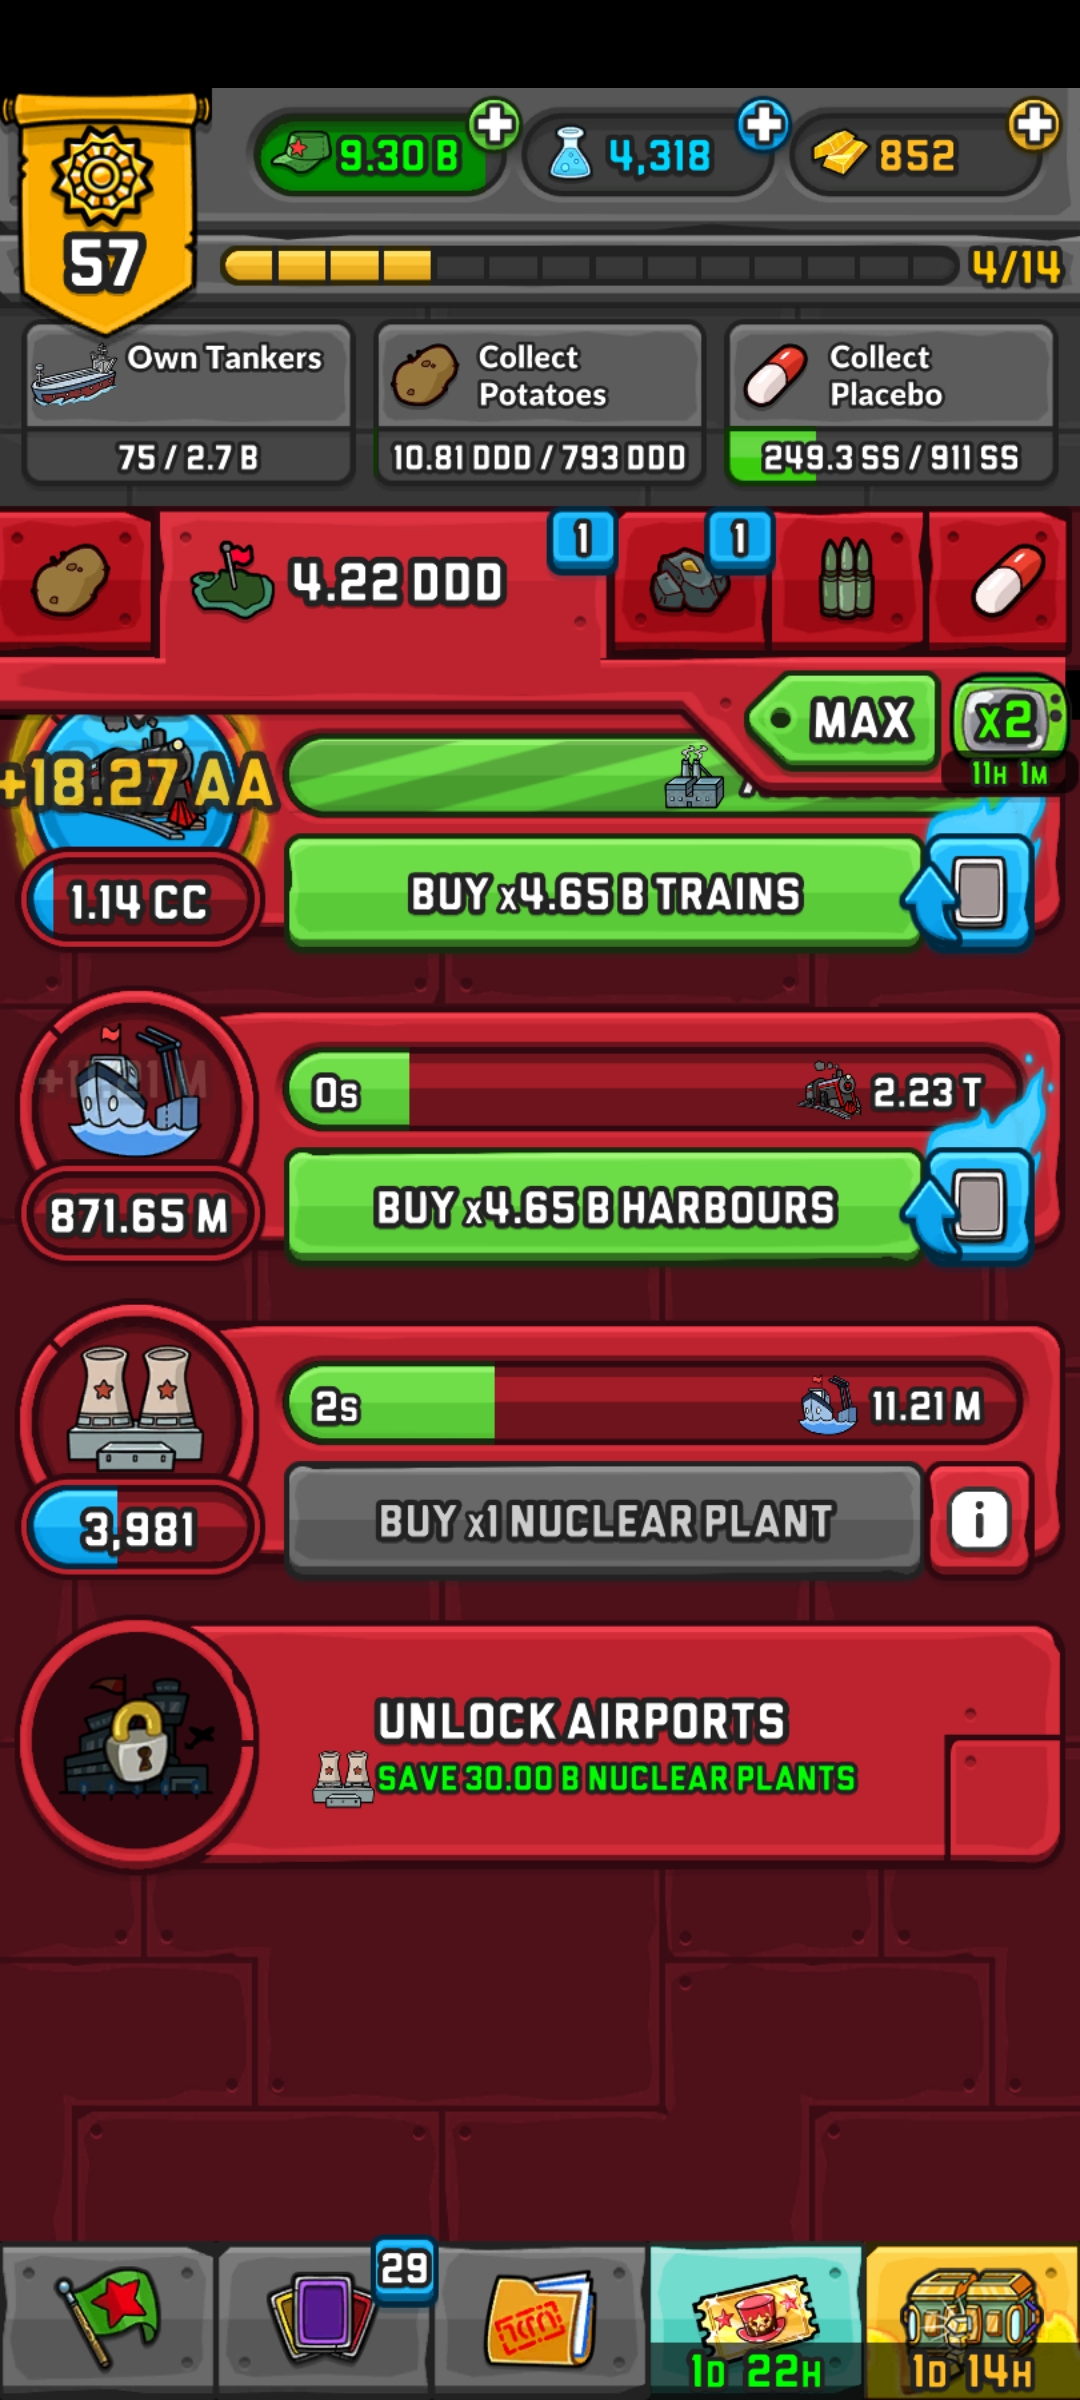 9.30 B
4,318
852
57
4/14
Own Tankers
75 / 2.7 B
Collect
Potatoes
10.81 DDD / 793 DDD
Collect
Placebo
249.3 SS / 911 SS
4.22 DDD
1
1
MAX
x2
11H 1M
+18.27 AA
1.14 CC
BUY x4.65 B TRAINS
0s
2.23 T
871.65 M
BUY x4.65 B HARBOURS
2s
11.21 M
3,981
BUY x1 NUCLEAR PLANT
i
UNLOCK AIRPORTS
SAVE 30.00 B NUCLEAR PLANTS
29
1D 22H
1D 14H